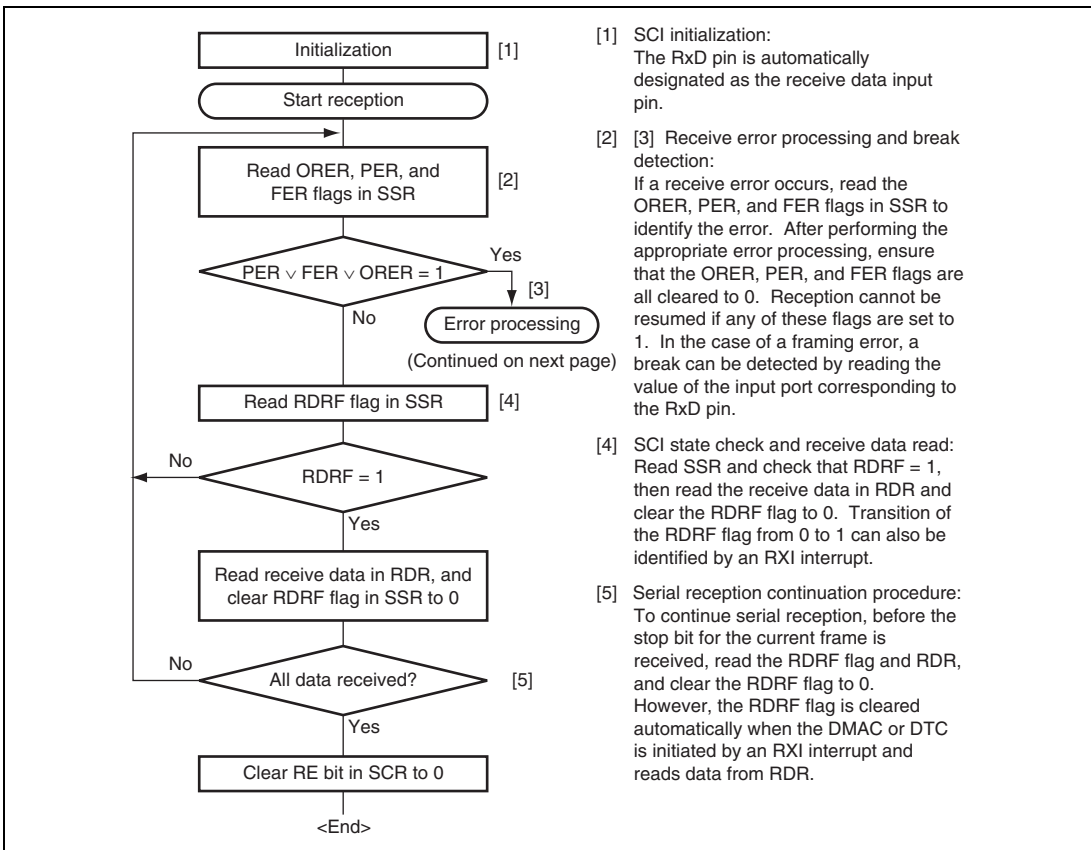 Initialization
[1]
Start reception
Read ORER, PER, and
FER flags in SSR
[2]
PER ∨ FER ∨ ORER = 1
Yes
[3]
No
Error processing
(Continued on next page)
Read RDRF flag in SSR
[4]
No
RDRF = 1
Yes
Read receive data in RDR, and
clear RDRF flag in SSR to 0
No
All data received?
[5]
Yes
Clear RE bit in SCR to 0
<End>
[1] SCI initialization:
The RxD pin is automatically
designated as the receive data input
pin.
[2] [3] Receive error processing and break
detection:
If a receive error occurs, read the
ORER, PER, and FER flags in SSR to
identify the error. After performing the
appropriate error processing, ensure
that the ORER, PER, and FER flags are
all cleared to 0. Reception cannot be
resumed if any of these flags are set to
1. In the case of a framing error, a
break can be detected by reading the
value of the input port corresponding to
the RxD pin.
[4] SCI state check and receive data read:
Read SSR and check that RDRF = 1,
then read the receive data in RDR and
clear the RDRF flag to 0. Transition of
the RDRF flag from 0 to 1 can also be
identified by an RXI interrupt.
[5] Serial reception continuation procedure:
To continue serial reception, before the
stop bit for the current frame is
received, read the RDRF flag and RDR,
and clear the RDRF flag to 0.
However, the RDRF flag is cleared
automatically when the DMAC or DTC
is initiated by an RXI interrupt and
reads data from RDR.